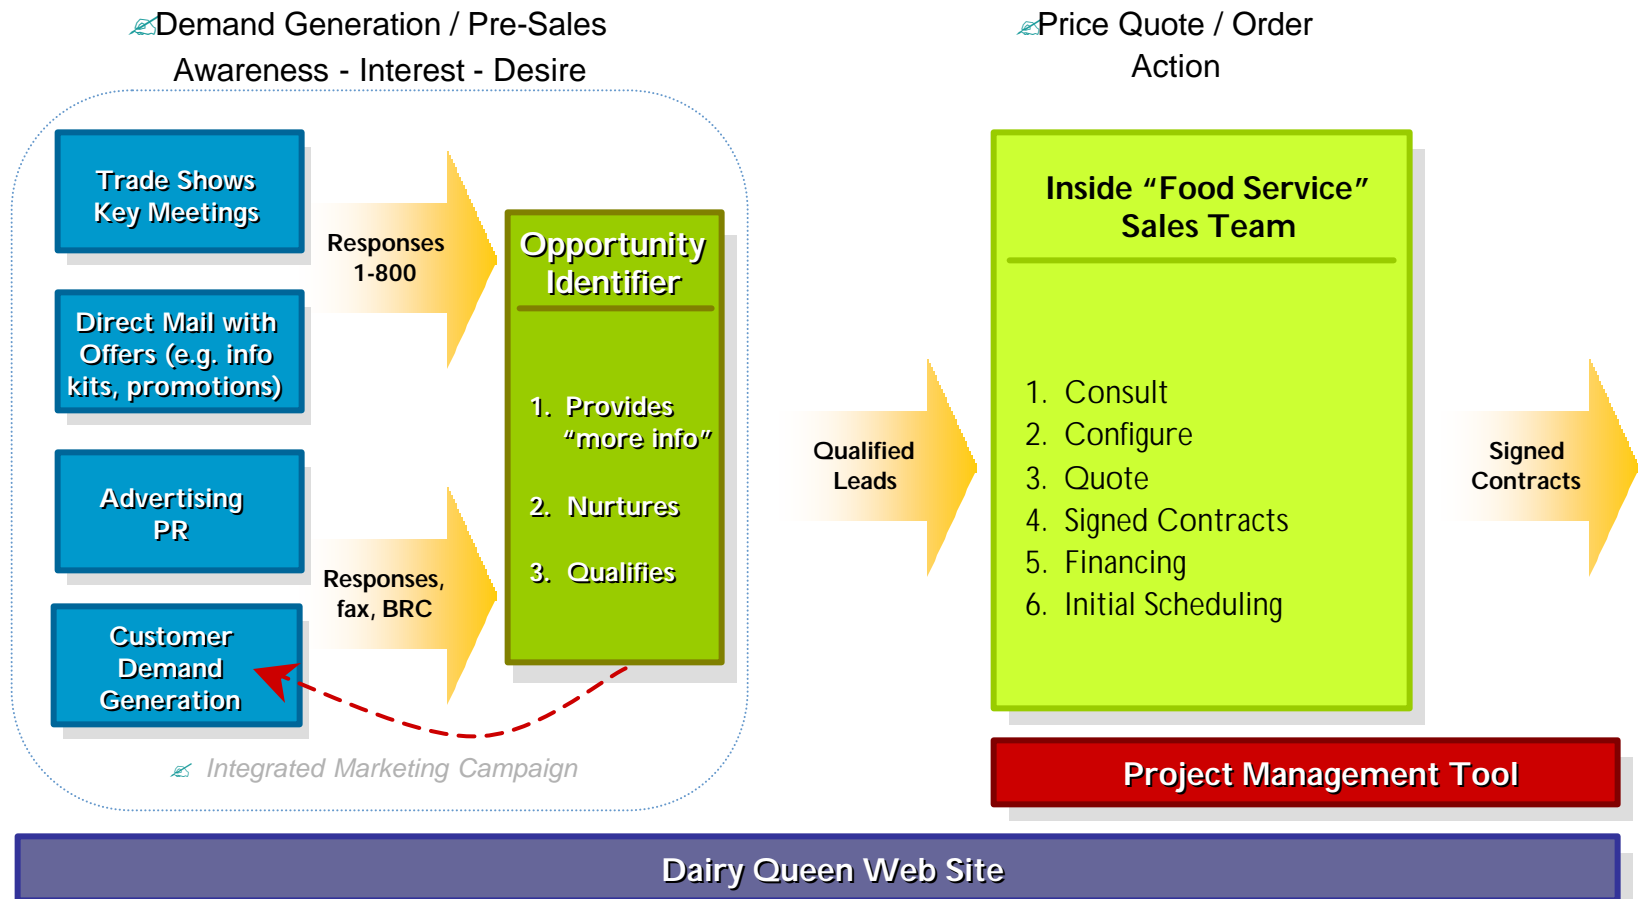 Demand Generation / Pre-Sales
Awareness - Interest - Desire
Price Quote / Order
Action
Trade Shows
Key Meetings
Direct Mail with
Offers (e.g. info
kits, promotions)
Advertising
PR
Customer
Demand
Generation
Responses
1-800
Responses,
fax, BRC
Opportunity
Identifier
1. Provides
“more info”
2. Nurtures
3. Qualifies
Integrated Marketing Campaign
Qualified
Leads
Inside “Food Service”
Sales Team
1. Consult
2. Configure
3. Quote
4. Signed Contracts
5. Financing
6. Initial Scheduling
Signed
Contracts
Project Management Tool
Dairy Queen Web Site